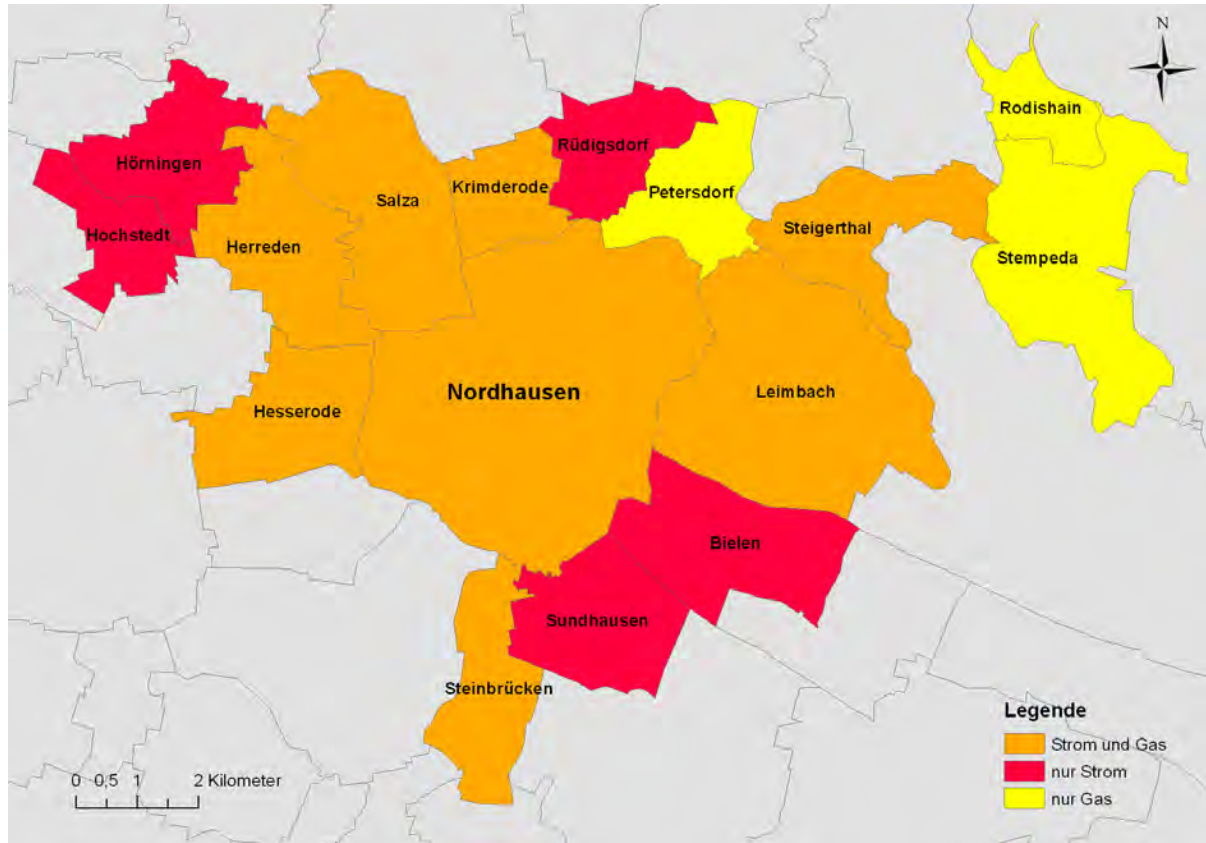 N
Rodishain
Hörningen
Rüdigsdorf
Krimderode
Petersdorf
Salza
Steigerthal
Hochstedt
Herreden
Stempeda
Nordhausen
Leimbach
Hesserode
Bielen
Sundhausen
Steinbrücken
Legende
Strom und Gas
nur Strom
nur Gas
0 0,5 1 2 Kilometer